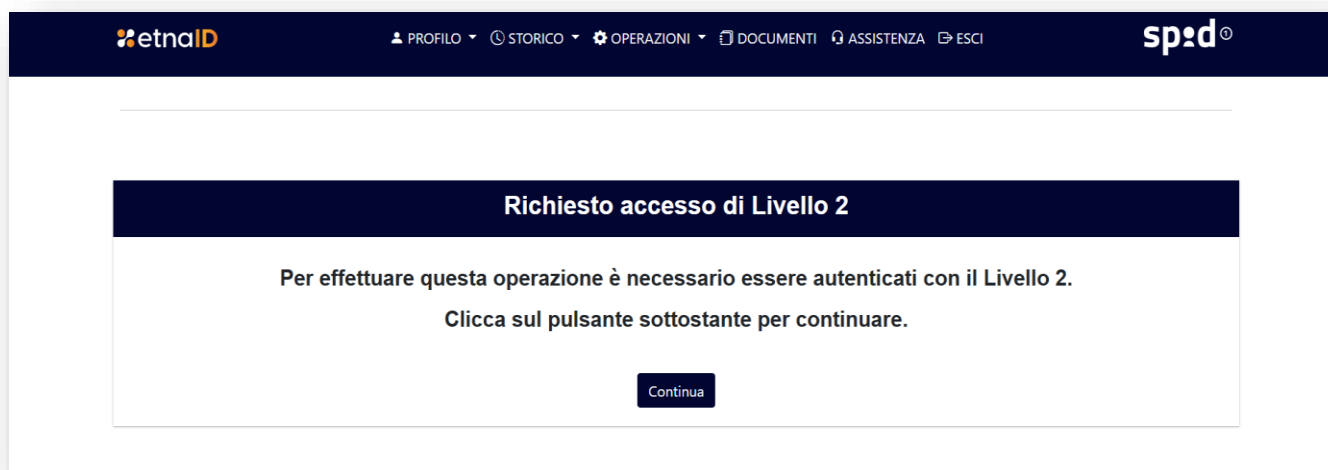 etnaID
PROFILO STORICO OPERAZIONI DOCUMENTI ASSISTENZA ESCI
spid 1
Richiesto accesso di Livello 2
Per effettuare questa operazione è necessario essere autenticati con il Livello 2.
Clicca sul pulsante sottostante per continuare.
Continua